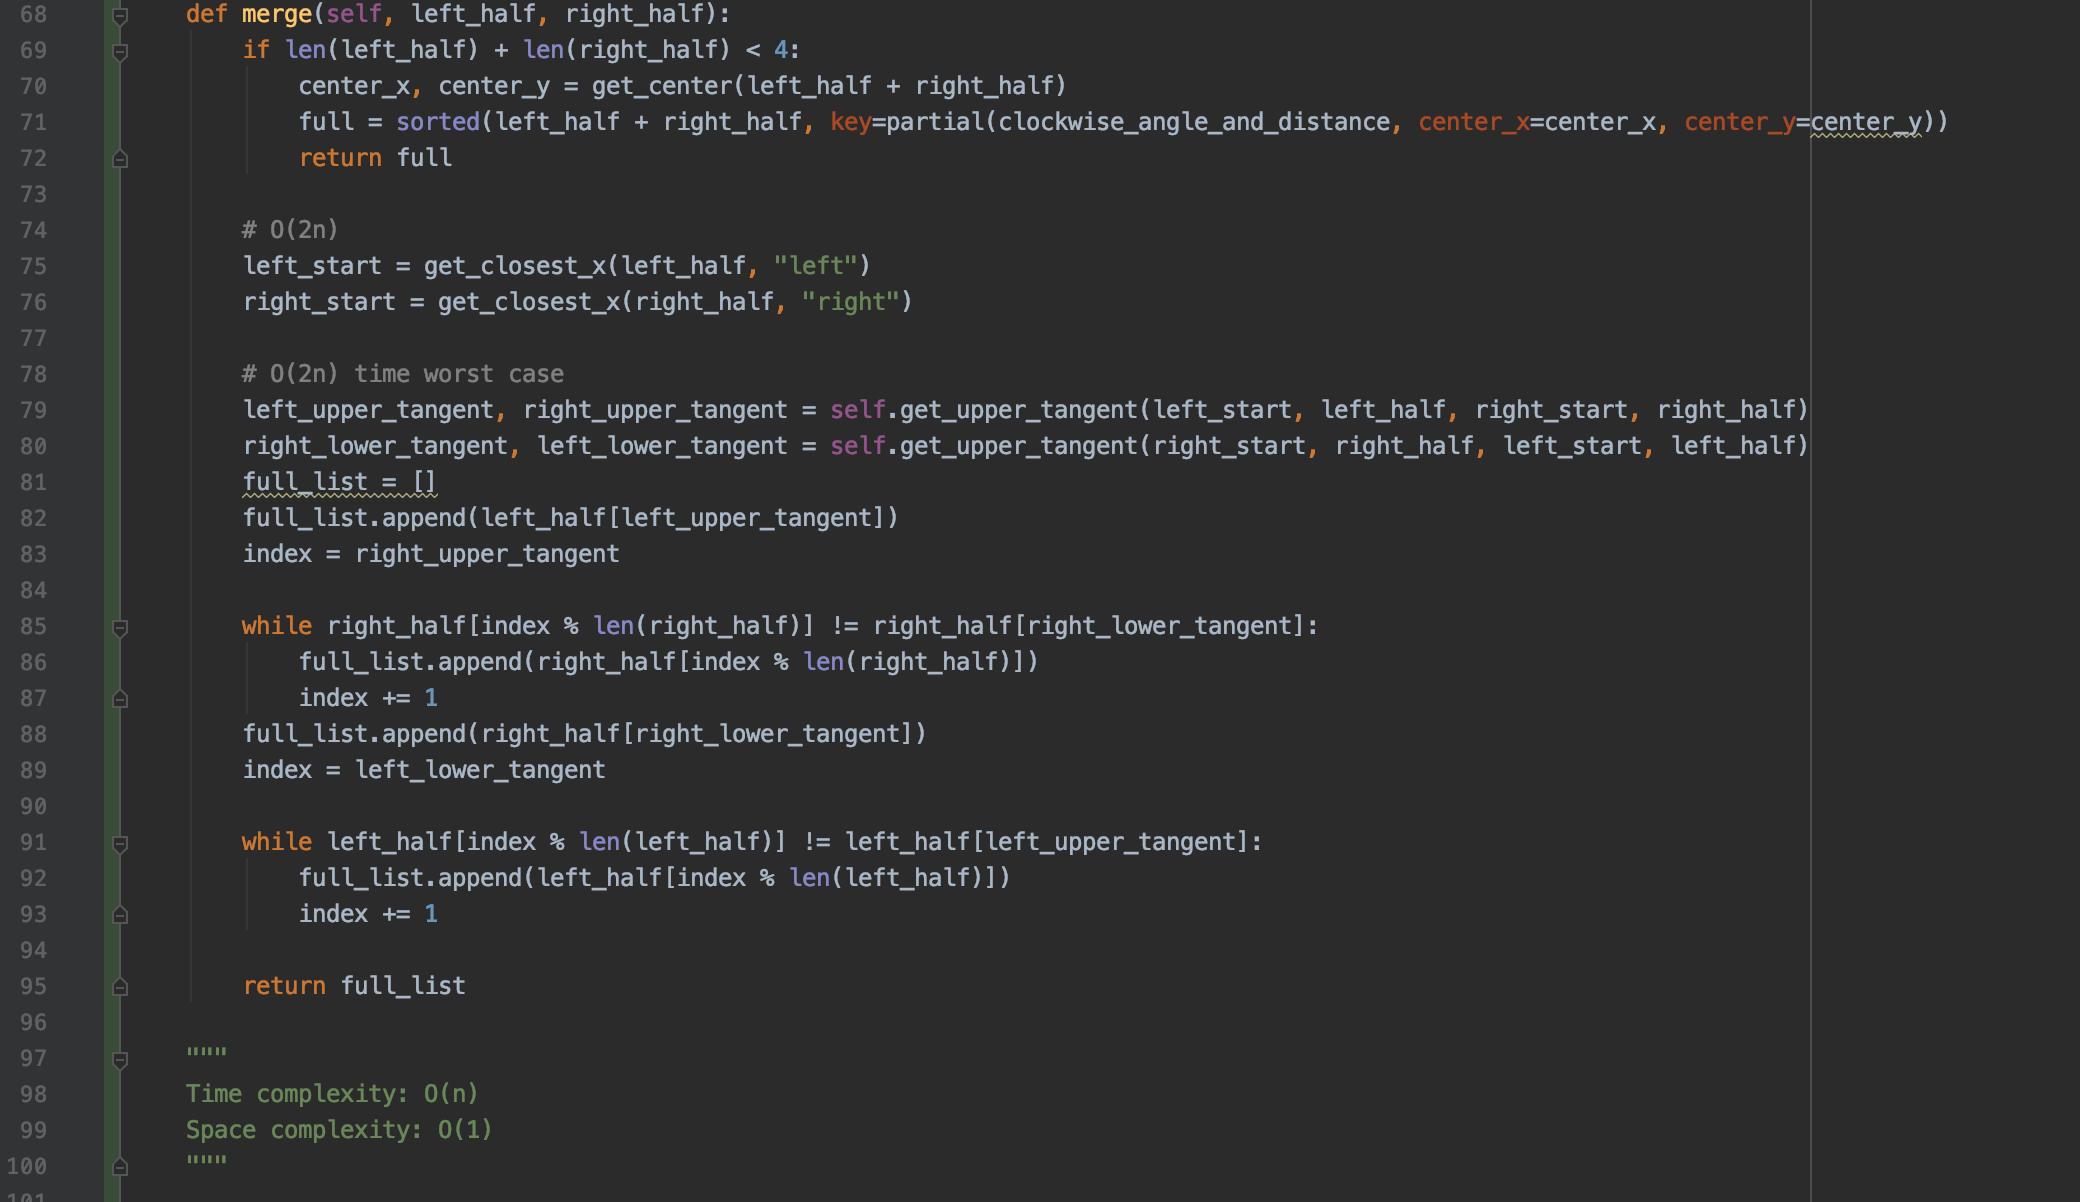 68 def merge(self, left_half, right_half):
69 if len(left_half) + len(right_half) < 4:
70 center_x, center_y = get_center(left_half + right_half)
71 full = sorted(left_half + right_half, key=partial(clockwise_angle_and_distance, center_x=center_x, center_y=center_y))
72 return full
73
74 # O(2n)
75 left_start = get_closest_x(left_half, "left")
76 right_start = get_closest_x(right_half, "right")
77
78 # O(2n) time worst case
79 left_upper_tangent, right_upper_tangent = self.get_upper_tangent(left_start, left_half, right_start, right_half)
80 right_lower_tangent, left_lower_tangent = self.get_upper_tangent(right_start, right_half, left_start, left_half)
81 full_list = []
82 full_list.append(left_half[left_upper_tangent])
83 index = right_upper_tangent
84
85 while right_half[index % len(right_half)] != right_half[right_lower_tangent]:
86 full_list.append(right_half[index % len(right_half)])
87 index += 1
88 full_list.append(right_half[right_lower_tangent])
89 index = left_lower_tangent
90
91 while left_half[index % len(left_half)] != left_half[left_upper_tangent]:
92 full_list.append(left_half[index % len(left_half)])
93 index += 1
94
95 return full_list
96
97 """
98 Time complexity: O(n)
99 Space complexity: O(1)
100 """
101